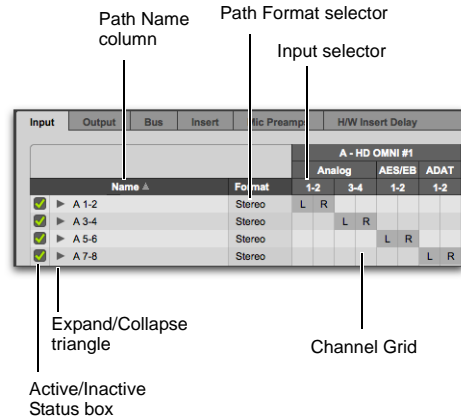 Path Name
column
Path Format selector
Input selector
Input Output Bus Insert Mic Preamps H/W Insert Delay
A - HD OMNI #1
Analog AES/EB ADAT
Name Format 1-2 3-4 1-2 1-2
A 1-2 Stereo L R
A 3-4 Stereo L R
A 5-6 Stereo L R
A 7-8 Stereo L R
Expand/Collapse
triangle
Channel Grid
Active/Inactive
Status box